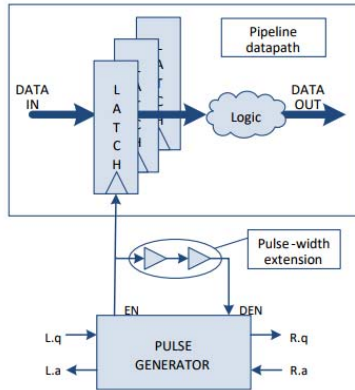 Pipeline
datapath
DATA
IN
L
A
T
C
H
L
A
T
C
H
L
A
T
C
H
Logic
DATA
OUT
Pulse-width
extension
EN
DEN
L.q
L.a
PULSE
GENERATOR
R.q
R.a